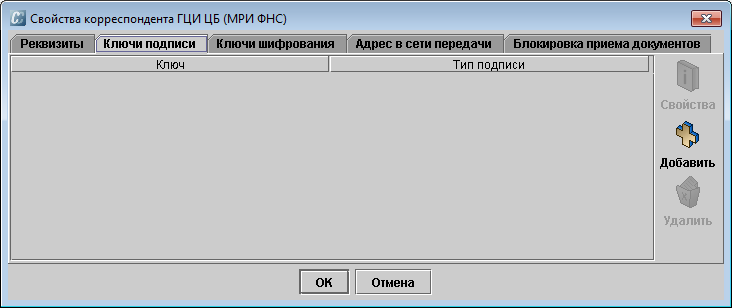 Свойства корреспондента ГЦИ ЦБ (МРИ ФНС)
Реквизиты Ключи подписи Ключи шифрования Адрес в сети передачи Блокировка приема документов
Ключ Тип подписи
Свойства
Добавить
Удалить
OK Отмена